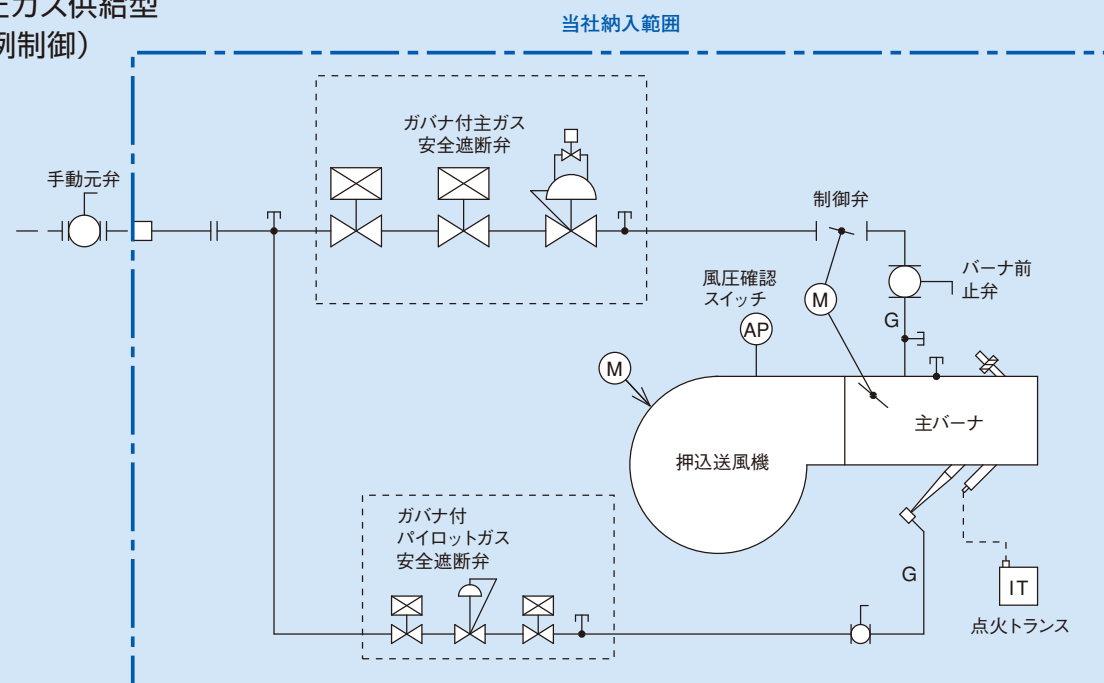 ガス供給型
例制御）
当社納入範囲
ガバナ付主ガス
安全遮断弁
手動元弁
制御弁
風圧確認
スイッチ
バーナ前
止弁
M
G
AP
M
主バーナ
押込送風機
ガバナ付
パイロットガス
安全遮断弁
G
IT
点火トランス